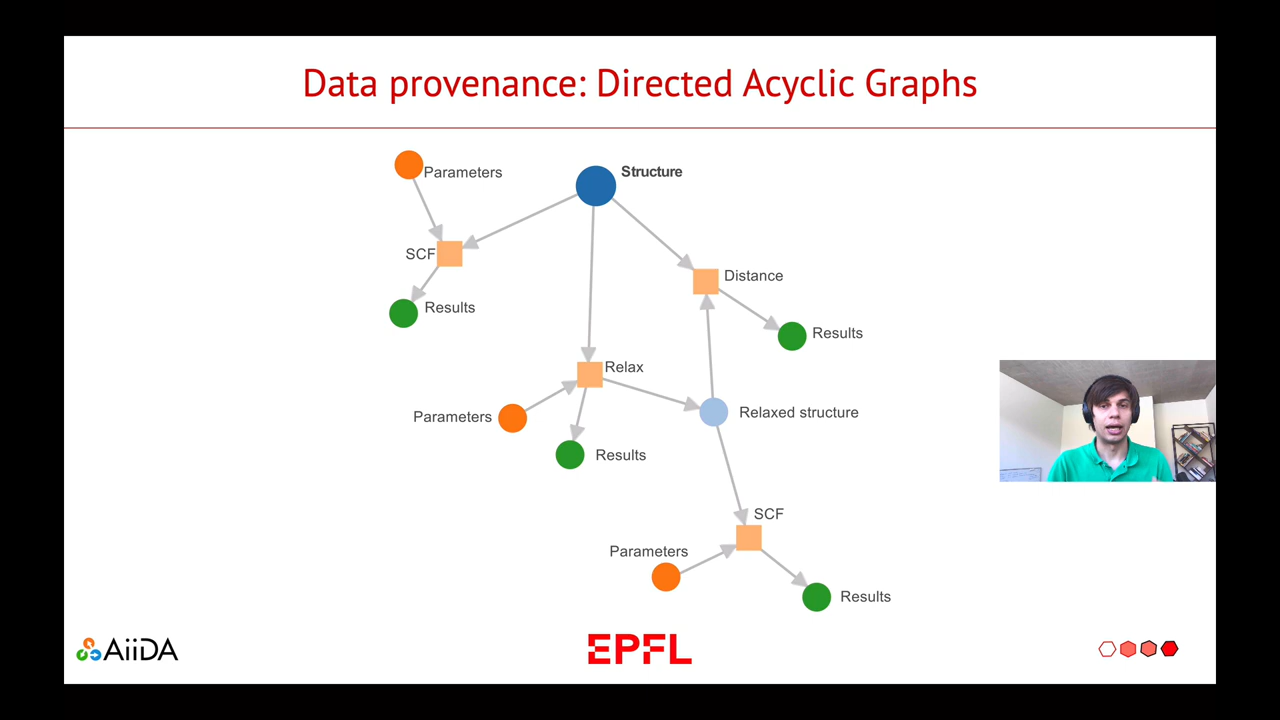 Data provenance: Directed Acyclic Graphs
Parameters
Structure
SCF
Distance
Results
Results
Relax
Parameters
Relaxed structure
Results
SCF
Parameters
Results
AiiDA
EPFL